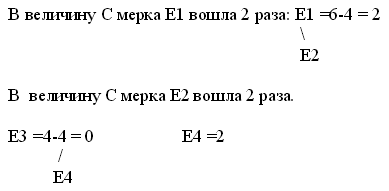 В величину С мерка Е1 вошла 2 раза: Е1 =6-4 = 2
\
Е2
В величину С мерка Е2 вошла 2 раза.
Е3 =4-4 = 0 Е4 =2
/
Е4